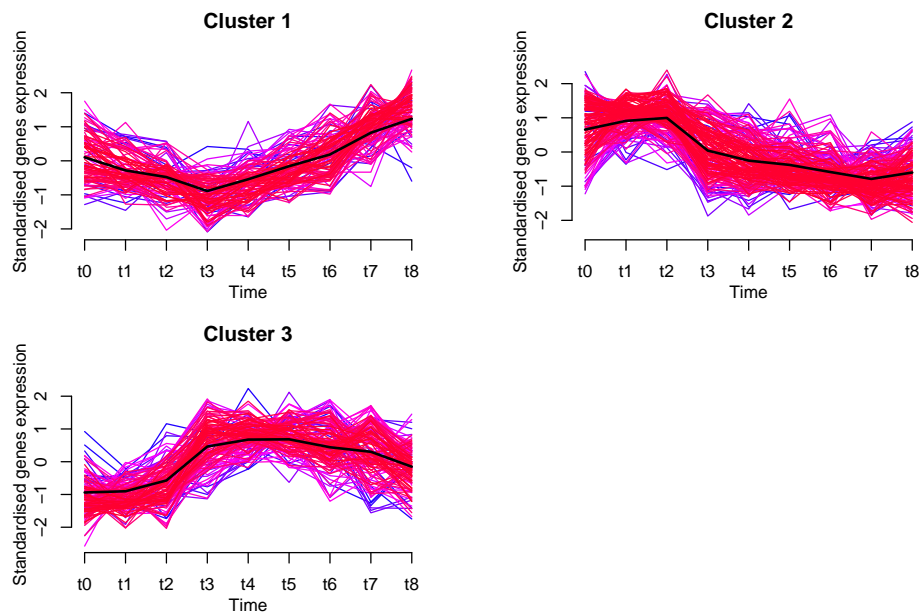 Cluster 1
Standardised genes expression
2
1
0
−1
−2
t0 t1 t2 t3 t4 t5 t6 t7 t8
Time
Cluster 2
Standardised genes expression
2
1
0
−1
−2
t0 t1 t2 t3 t4 t5 t6 t7 t8
Time
Cluster 3
Standardised genes expression
2
1
0
−1
−2
t0 t1 t2 t3 t4 t5 t6 t7 t8
Time